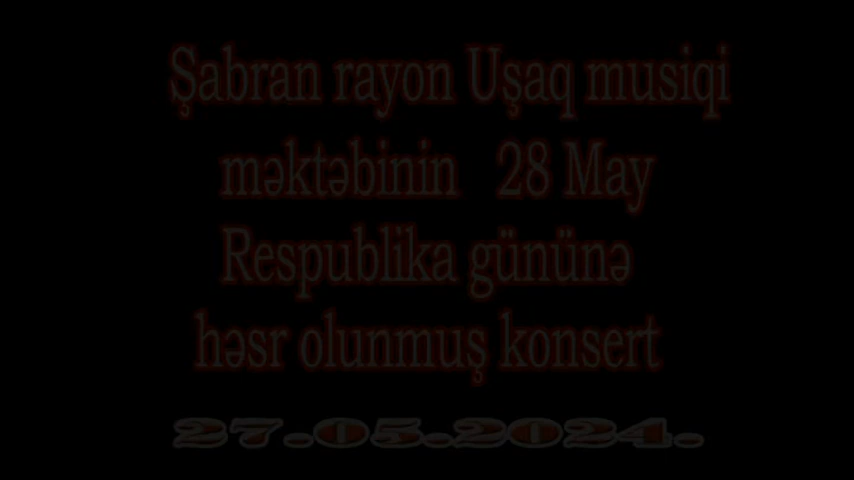 Şabran rayon Uşaq musiqi
məktəbinin 28 May
Respublika gününə
həsr olunmuş konsert
27.05.2024.